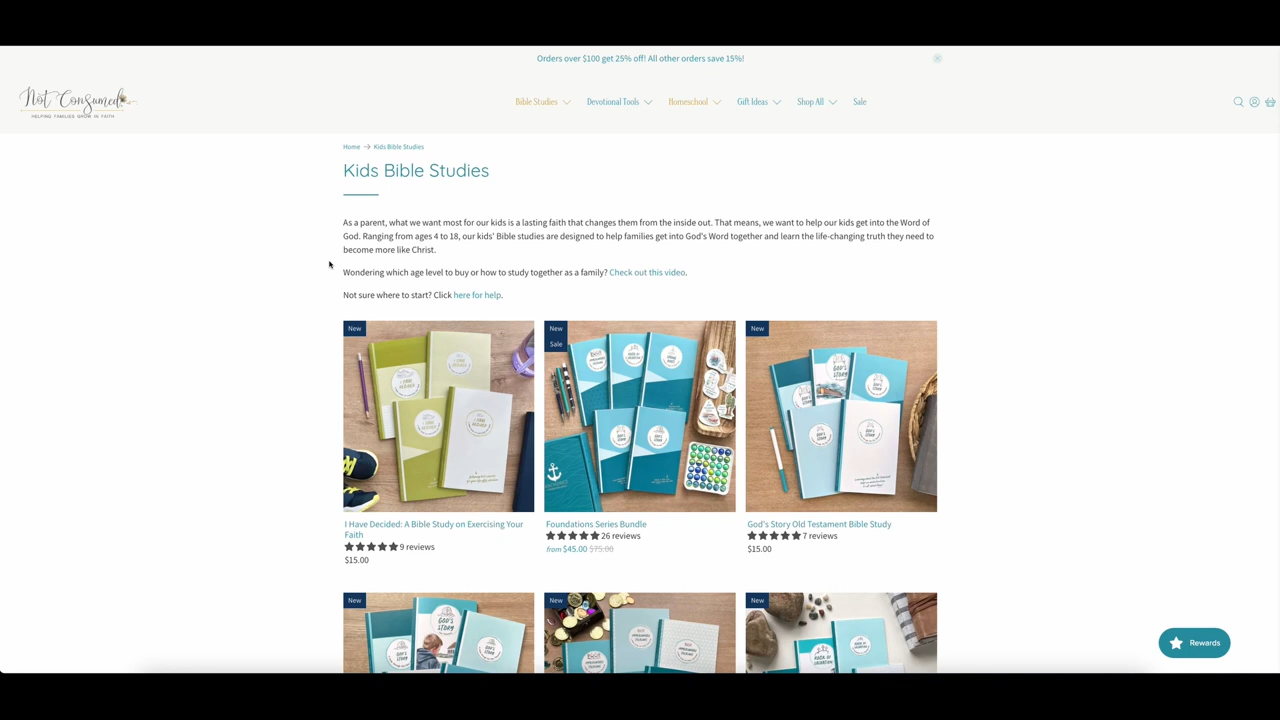 Orders over $100 get 25% off! All other orders save 15%!
Not Consumed
HELPING FAMILIES GROW IN FAITH
Bible Studies
Devotional Tools
Homeschool
Gift Ideas
Shop All
Sale
Home → Kids Bible Studies
Kids Bible Studies
As a parent, what we want most for our kids is a lasting faith that changes them from the inside out. That means, we want to help our kids get into the Word of
God. Ranging from ages 4 to 18, our kids' Bible studies are designed to help families get into God's Word together and learn the life-changing truth they need to
become more like Christ.
Wondering which age level to buy or how to study together as a family? Check out this video.
Not sure where to start? Click here for help.
New
New
Sale
New
GOD'S
STORY
I Have Decided: A Bible Study on Exercising Your
Faith
9 reviews
$15.00
Foundations Series Bundle
26 reviews
from $45.00 $75.00
God's Story Old Testament Bible Study
7 reviews
$15.00
New
New
New
GOD'S
STORY
Rewards